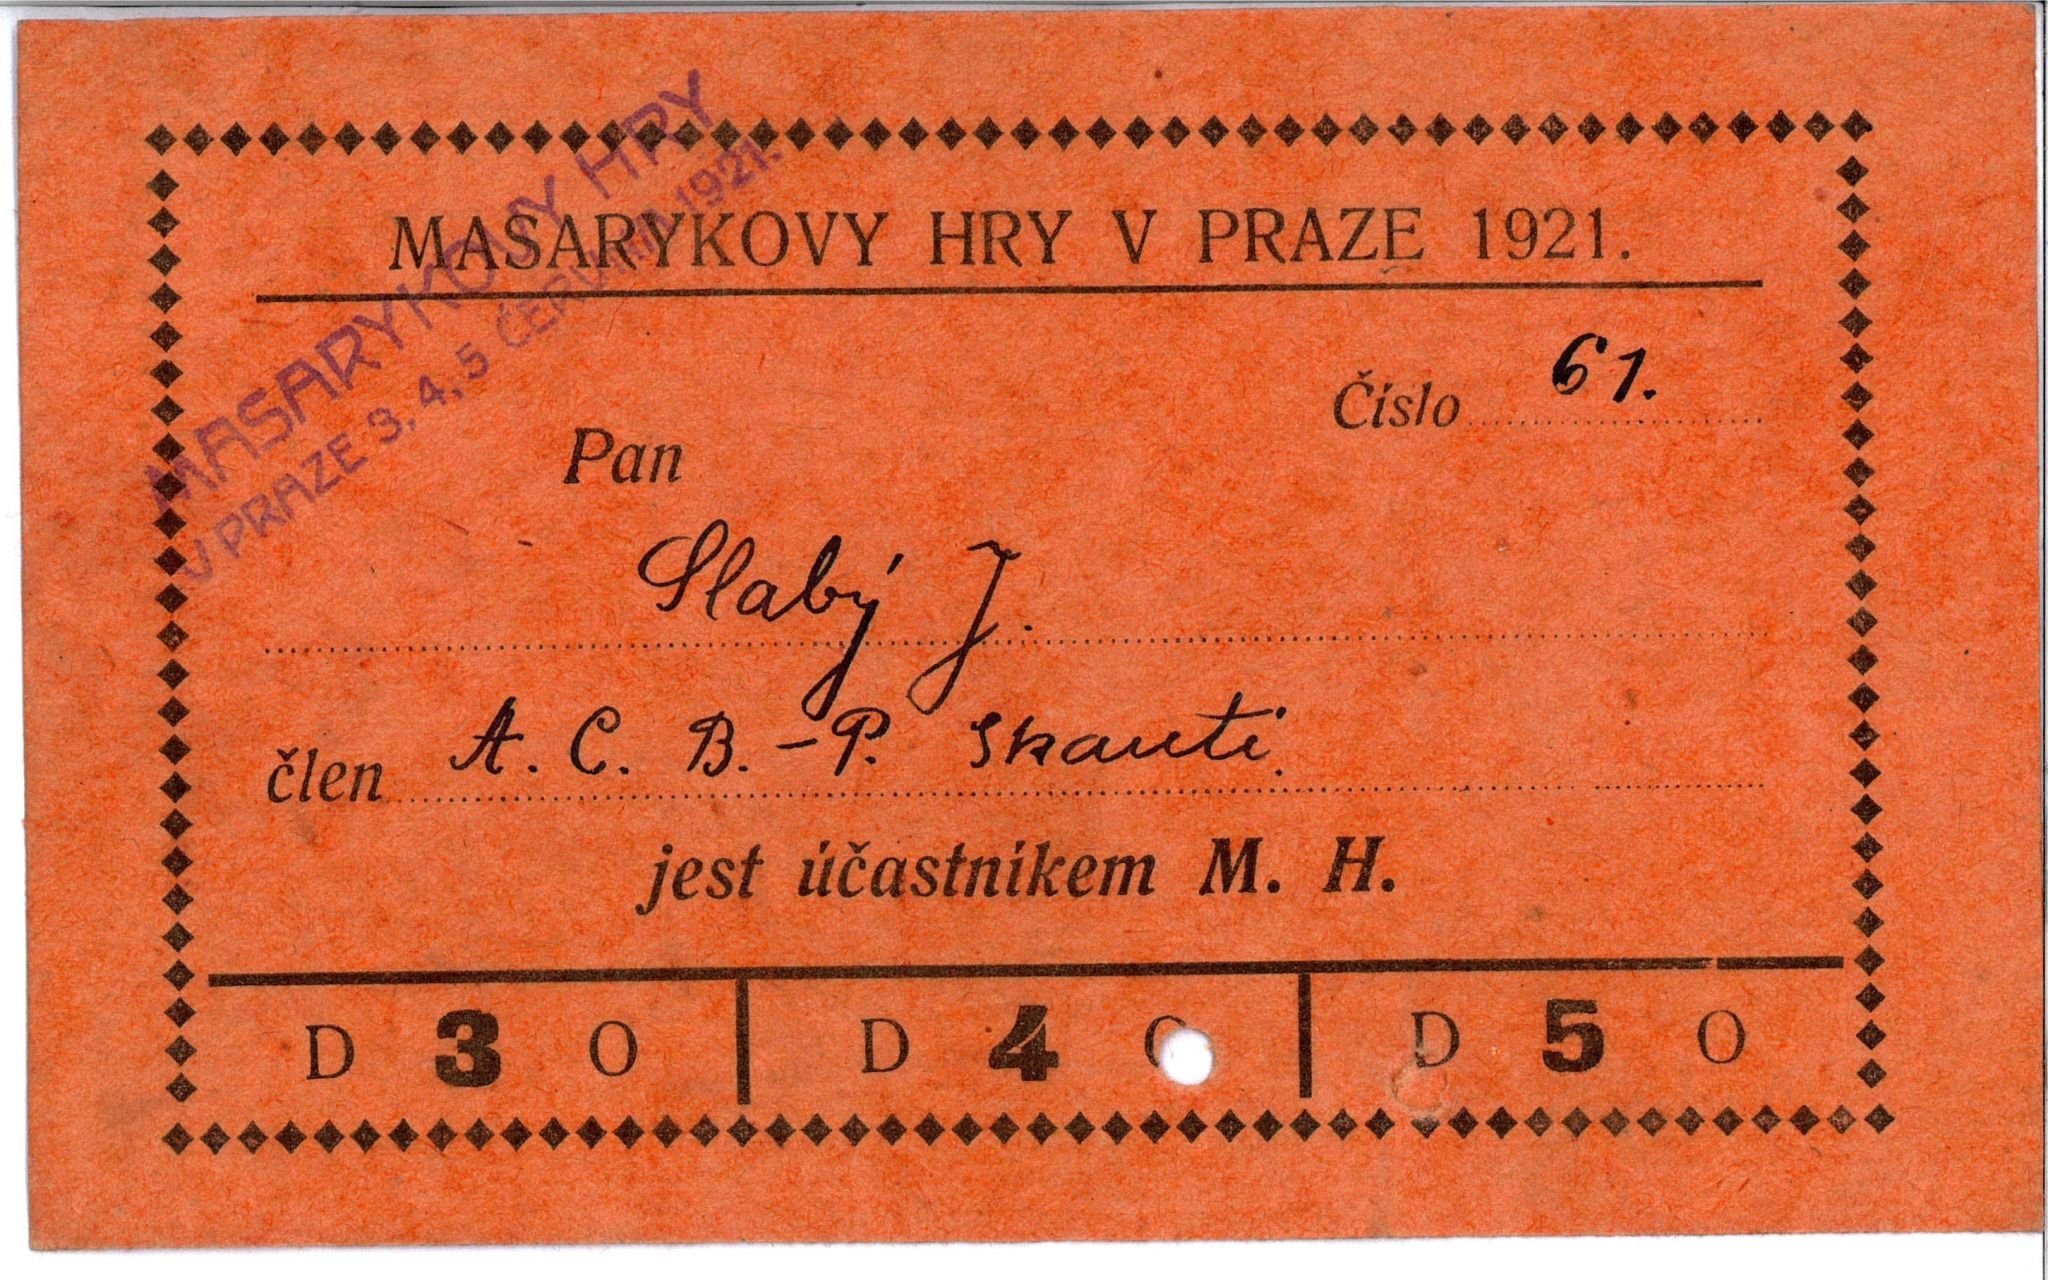 MASARYKOVY HRY
V PRAZE 3, 4, 5 ČERVNA 1921.
MASARYKOVY HRY V PRAZE 1921.
Číslo 61.
Pan
Slabý J.
člen A. C. B.-P. Skauti.
jest účastníkem M. H.
D 3 O D 4 O D 5 O